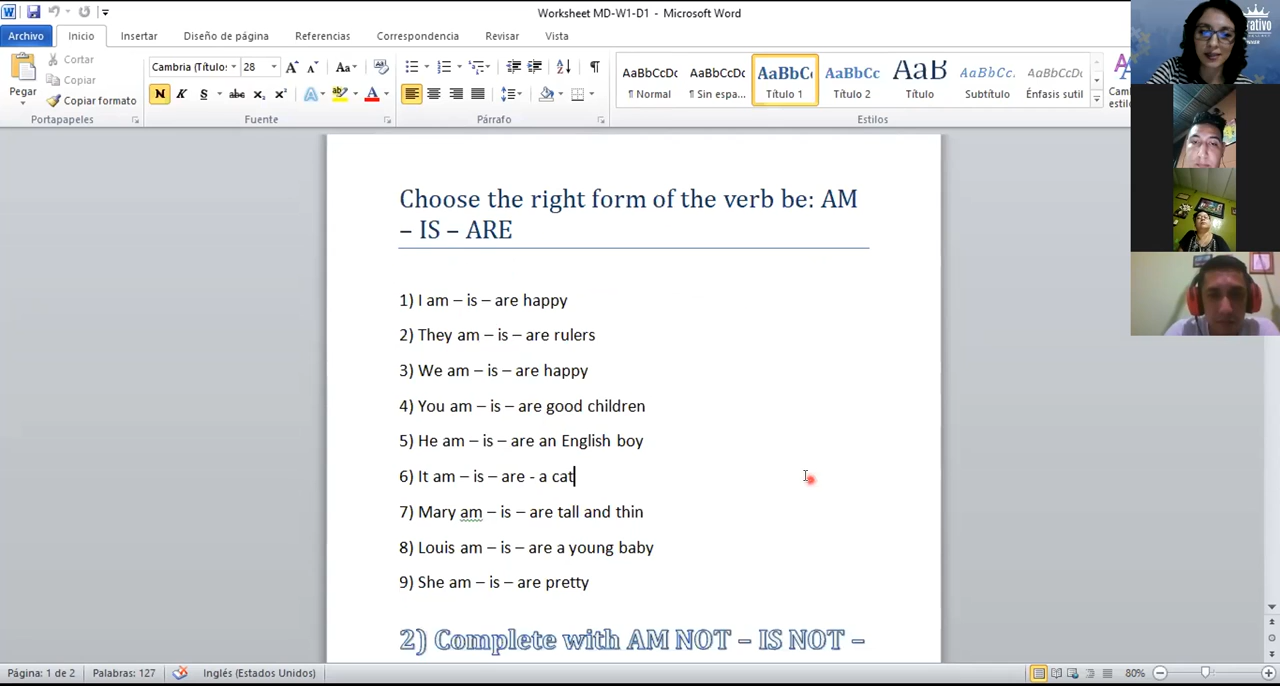 Worksheet MD-W1-D1 - Microsoft Word
Archivo Inicio Insertar Diseño de página Referencias Correspondencia Revisar Vista
Pegar
Cortar
Copiar
Copiar formato
Portapapeles
Cambria (Título: 28
N K S abc x₂ x²
Fuente
Párrafo
AaBbCcDc AaBbCcDc AaBbC AaBbCc AaB AaBbCc. AaBbCcDc
¶ Normal ¶ Sin espa... Título 1 Título 2 Título Subtítulo Énfasis sutil
Estilos
Choose the right form of the verb be: AM
– IS – ARE
1) I am – is – are happy
2) They am – is – are rulers
3) We am – is – are happy
4) You am – is – are good children
5) He am – is – are an English boy
6) It am – is – are - a cat
7) Mary am – is – are tall and thin
8) Louis am – is – are a young baby
9) She am – is – are pretty
2) Complete with AM NOT – IS NOT –
Página: 1 de 2 Palabras: 127 Inglés (Estados Unidos) 80%